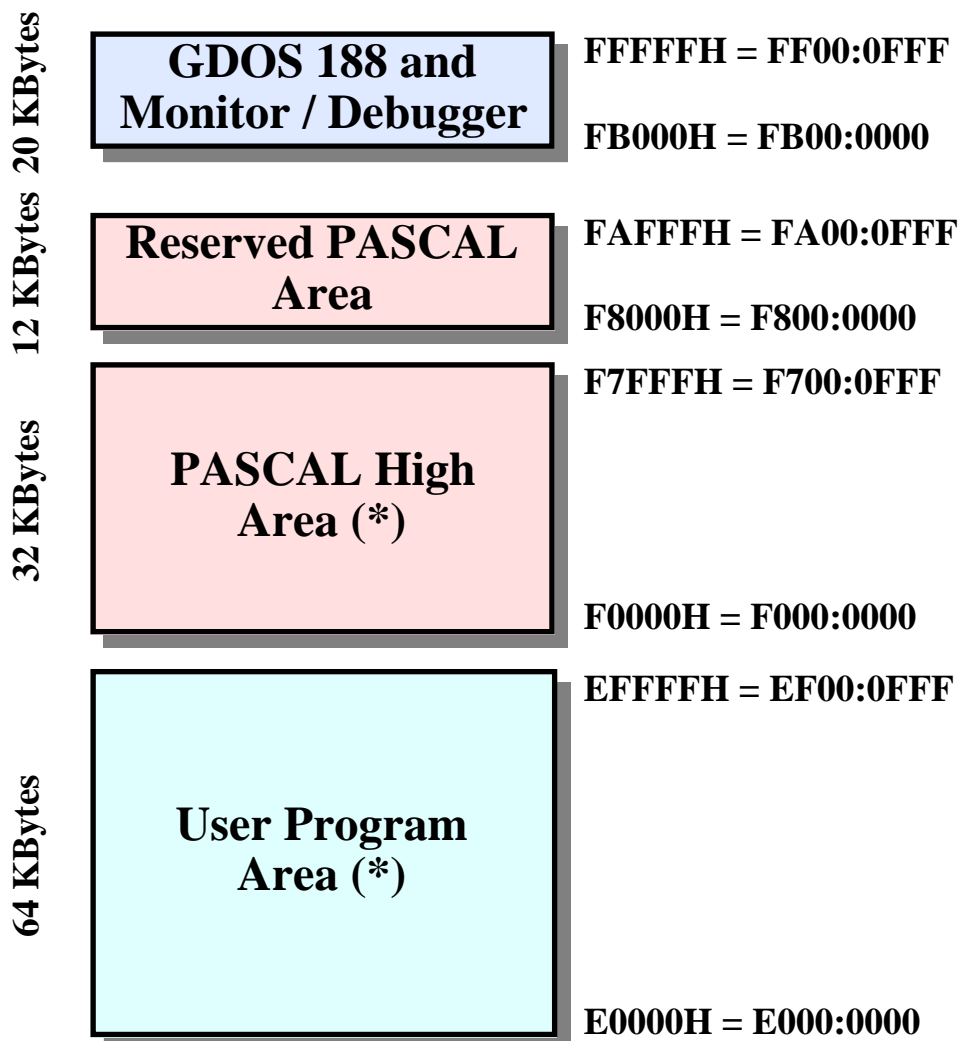 20 KBytes
GDOS 188 and
Monitor / Debugger
FFFFFH = FF00:0FFF
FB000H = FB00:0000
12 KBytes
Reserved PASCAL
Area
FAFFFH = FA00:0FFF
F8000H = F800:0000
32 KBytes
PASCAL High
Area (*)
F7FFFH = F700:0FFF
F0000H = F000:0000
64 KBytes
User Program
Area (*)
EFFFFH = EF00:0FFF
E0000H = E000:0000